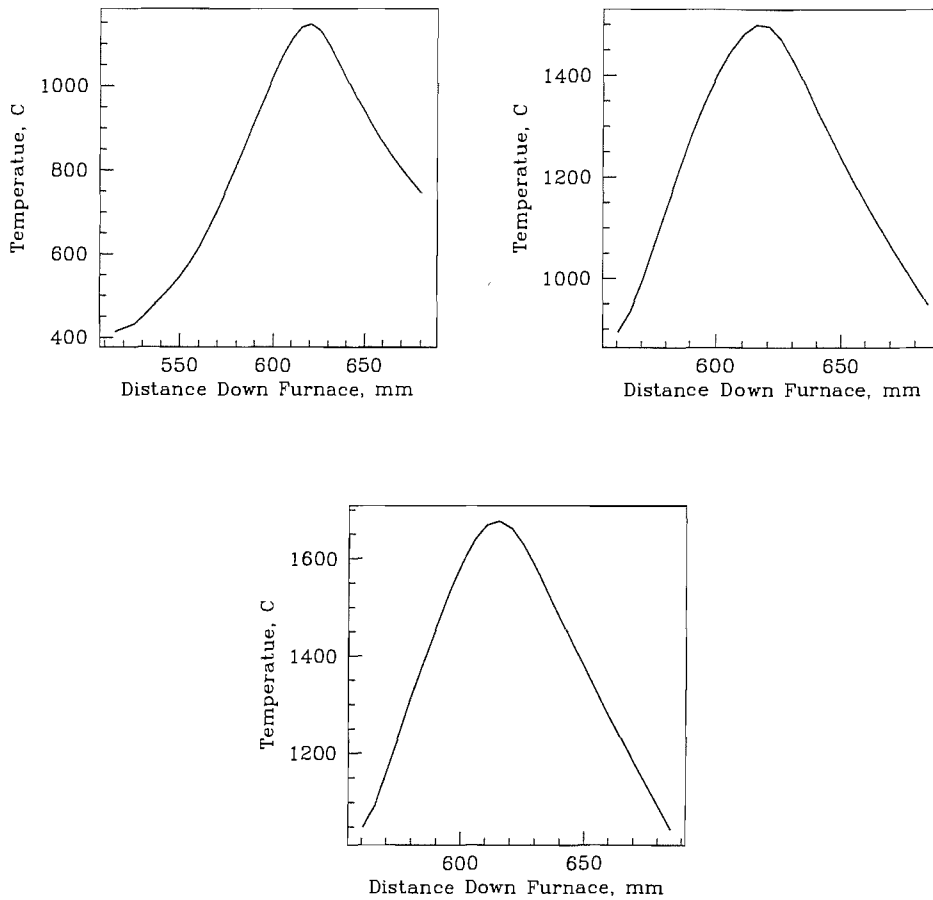 Temperatue, C
1000
800
600
400
550 600 650
Distance Down Furnace, mm
Temperatue, C
1400
1200
1000
600 650
Distance Down Furnace, mm
Temperatue, C
1600
1400
1200
600 650
Distance Down Furnace, mm